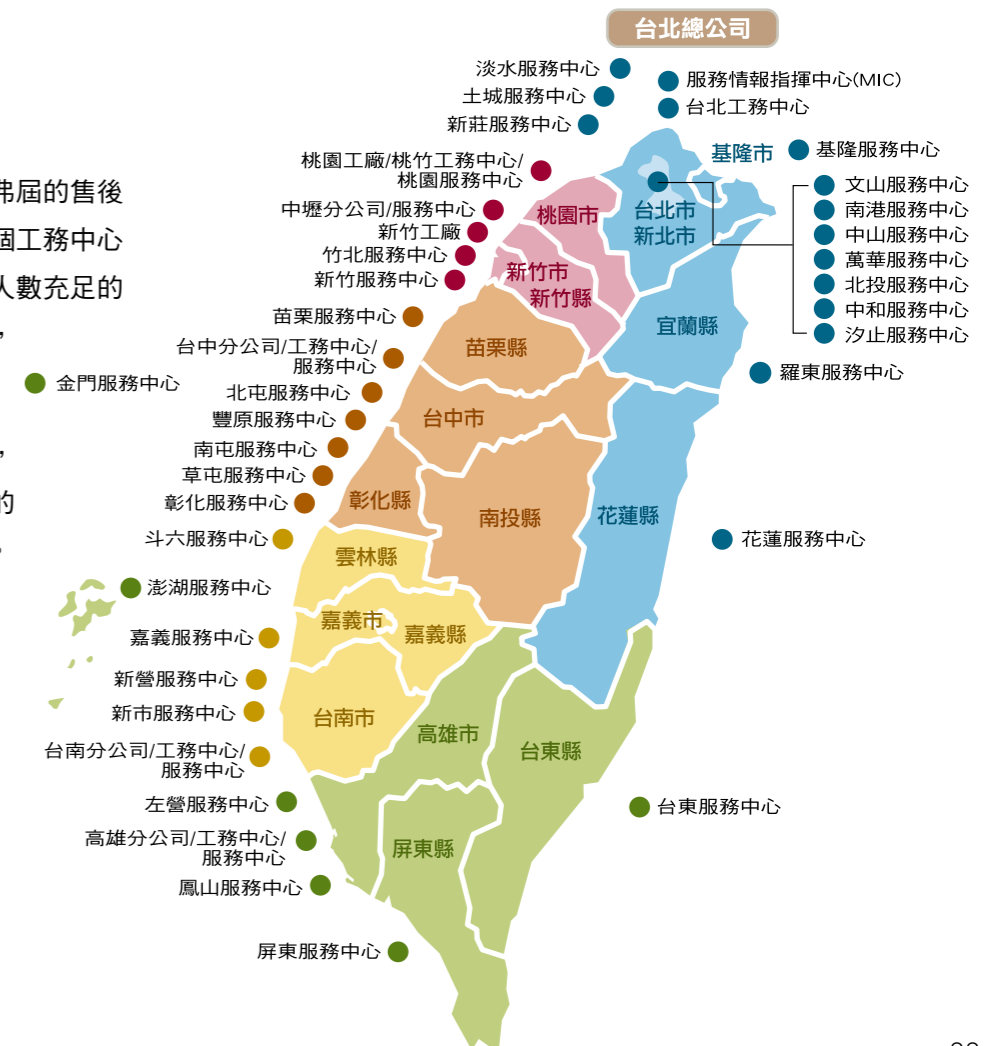 台北總公司
淡水服務中心
土城服務中心
新莊服務中心
服務情報指揮中心(MIC)
台北工務中心
桃園工廠/桃竹工務中心/
桃園服務中心
中壢分公司/服務中心
新竹工廠
竹北服務中心
新竹服務中心
基隆市
基隆服務中心
文山服務中心
南港服務中心
中山服務中心
萬華服務中心
北投服務中心
中和服務中心
汐止服務中心
台北市
新北市
桃園市
新竹市
新竹縣
宜蘭縣
羅東服務中心
弗屆的售後
個工務中心
人數充足的
，
，
的
。
金門服務中心
苗栗服務中心
台中分公司/工務中心/
服務中心
北屯服務中心
豐原服務中心
南屯服務中心
草屯服務中心
彰化服務中心
苗栗縣
台中市
彰化縣
南投縣
花蓮縣
花蓮服務中心
斗六服務中心
澎湖服務中心
嘉義服務中心
新營服務中心
新市服務中心
台南分公司/工務中心/
服務中心
雲林縣
嘉義市
嘉義縣
台南市
高雄市
台東縣
屏東縣
左營服務中心
高雄分公司/工務中心/
服務中心
鳳山服務中心
屏東服務中心
台東服務中心